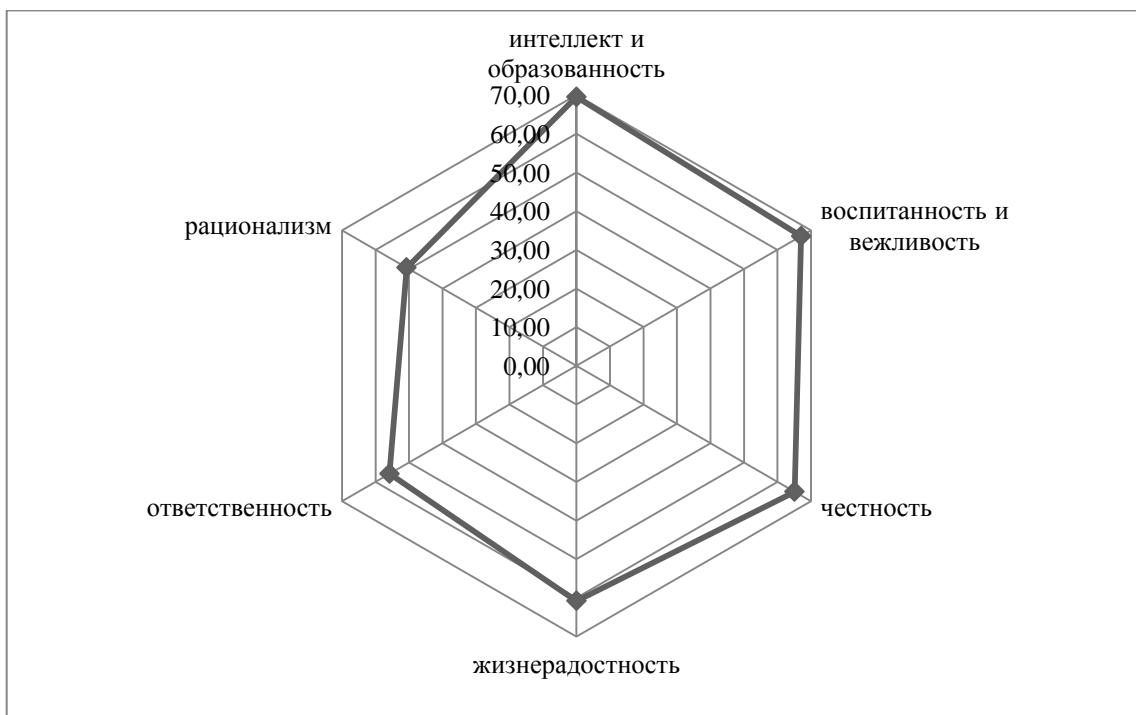 интеллект и
образованность
70,00
60,00
50,00
40,00
30,00
20,00
10,00
0,00
воспитанность и
вежливость
честность
жизнерадостность
ответственность
рационализм